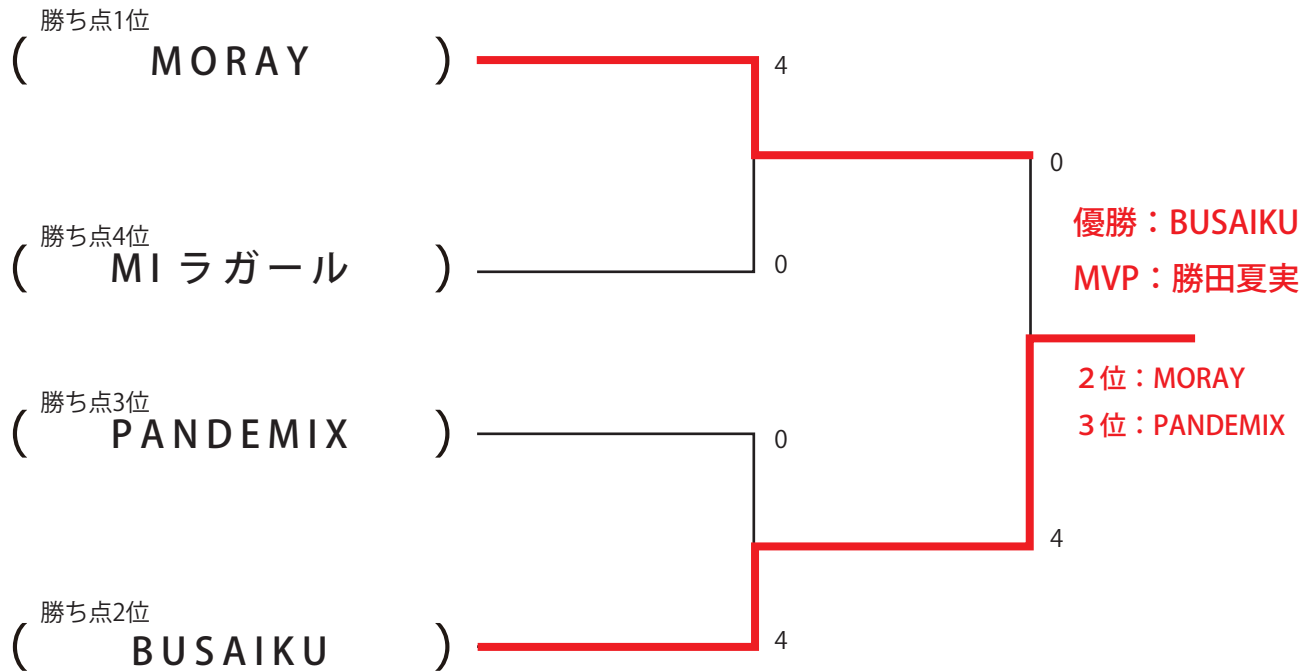 勝ち点1位
( MORAY )
4
0
勝ち点4位
( MIラガール )
0
優勝：BUSAIKU
MVP：勝田夏実
２位：MORAY
３位：PANDEMIX
勝ち点3位
( PANDEMIX )
0
4
勝ち点2位
( BUSAIKU )
4